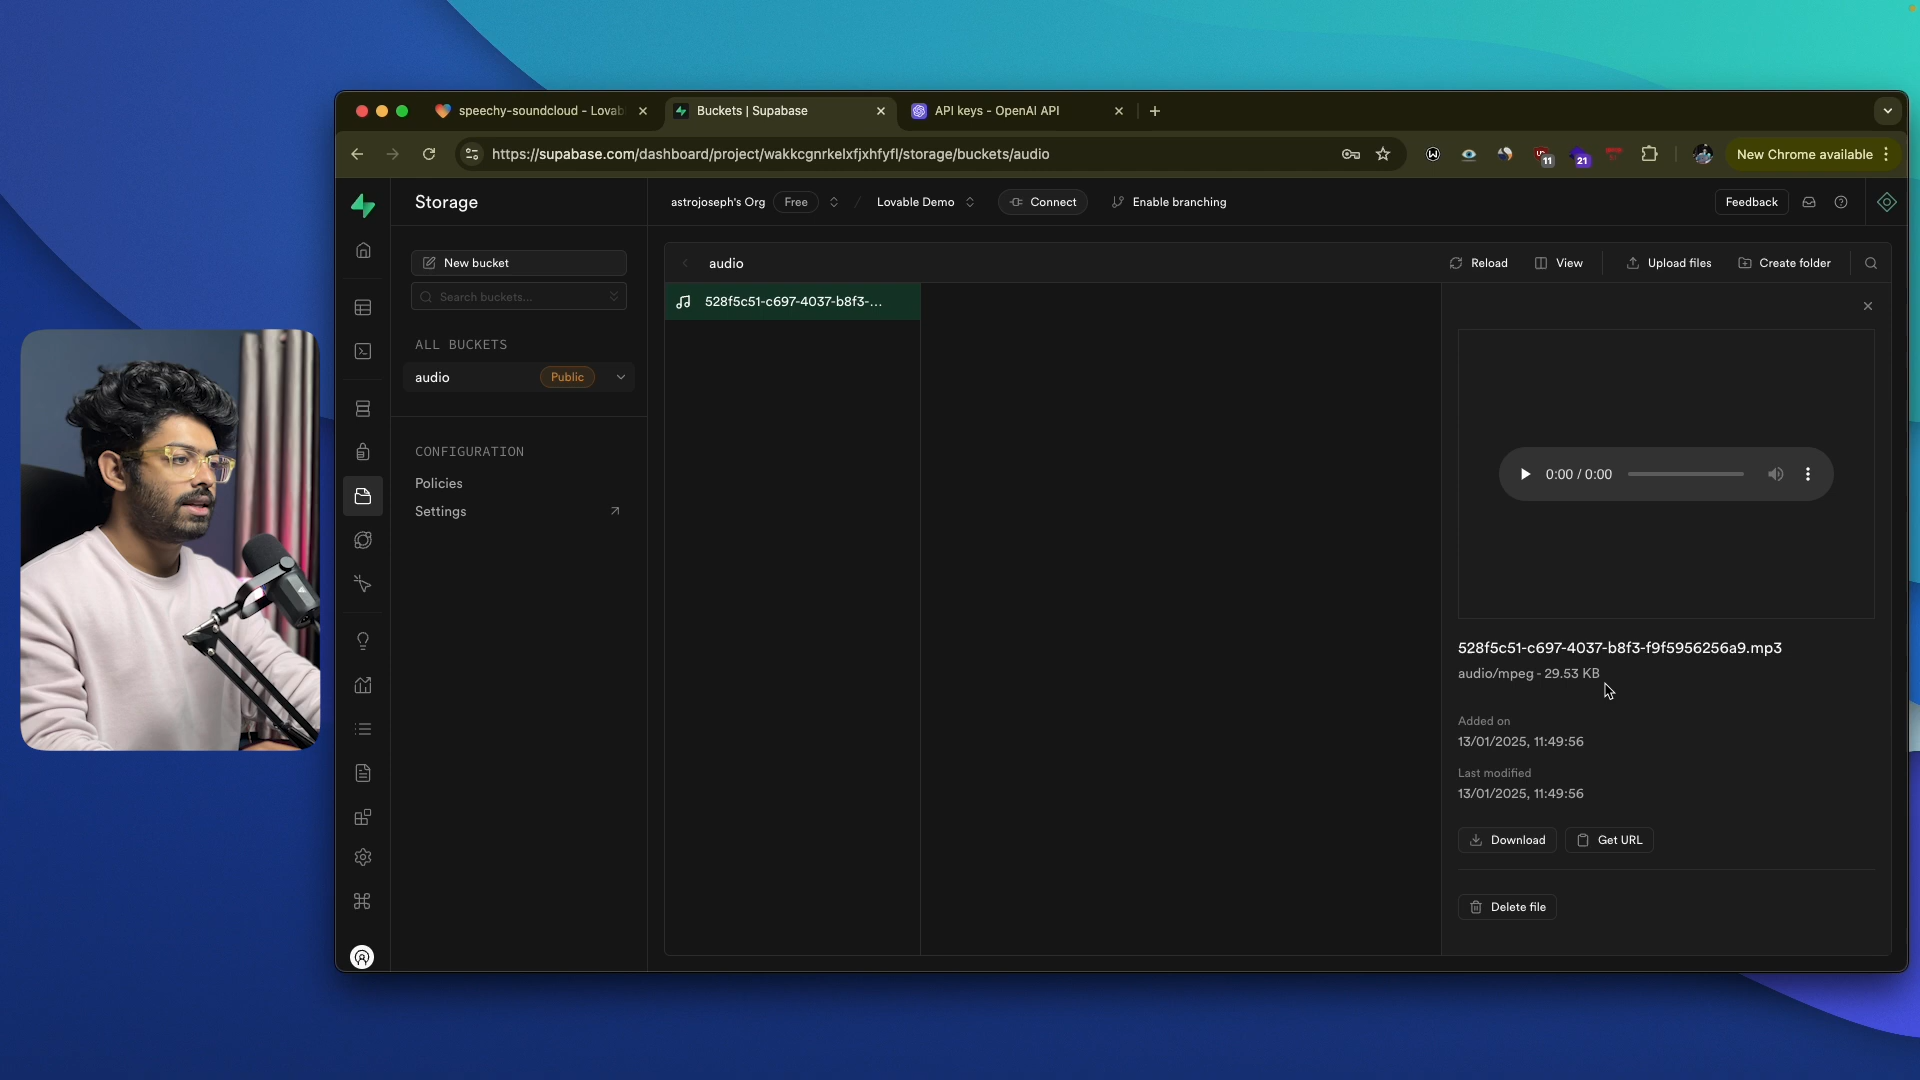 speechy-soundcloud - Lovab
Buckets | Supabase
API keys - OpenAI API
https://supabase.com/dashboard/project/wakkcgnrkelxfjxhfyfl/storage/buckets/audio
11
21
New Chrome available
Storage
astrojoseph's Org
Free
/
Lovable Demo
Connect
Enable branching
Feedback
New bucket
Search buckets...
ALL BUCKETS
audio
Public
CONFIGURATION
Policies
Settings
audio
Reload
View
Upload files
Create folder
528f5c51-c697-4037-b8f3-...
0:00 / 0:00
528f5c51-c697-4037-b8f3-f9f5956256a9.mp3
audio/mpeg - 29.53 KB
Added on
13/01/2025, 11:49:56
Last modified
13/01/2025, 11:49:56
Download
Get URL
Delete file